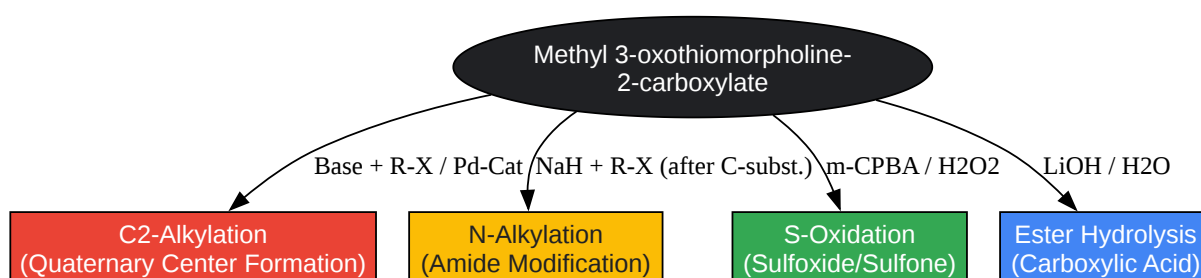 Methyl 3-oxothiomorpholine-
2-carboxylate
Base + R-X / Pd-Cat
NaH + R-X (after C-subst.)
m-CPBA / H2O2
LiOH / H2O
C2-Alkylation
(Quaternary Center Formation)
N-Alkylation
(Amide Modification)
S-Oxidation
(Sulfoxide/Sulfone)
Ester Hydrolysis
(Carboxylic Acid)